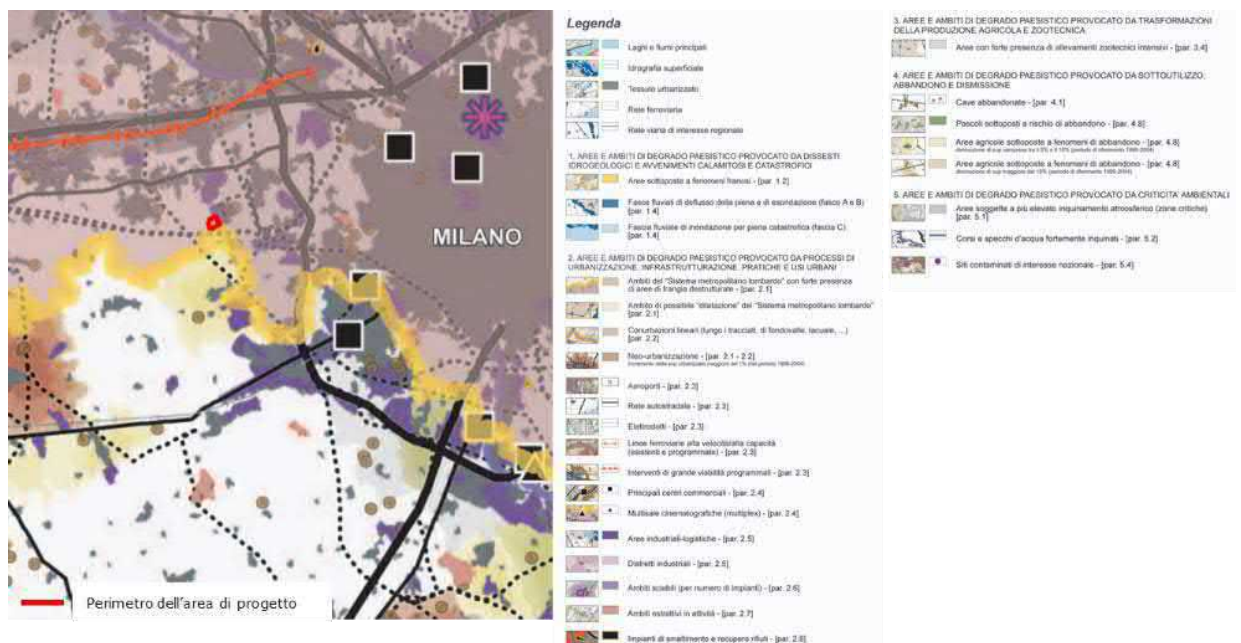 MILANO
Perimetro dell'area di progetto
Legenda
Laghi e fiumi principali
Idrografia superficiale
Tessuto urbanizzato
Rete ferroviaria
Rete viaria di interesse regionale
1. AREE E AMBITI DI DEGRADO PAESISTICO PROVOCATO DA DISSESTI
IDROGEOLOGICI E AVVENIMENTI CALAMITOSI E CATASTROFICI
Aree sottoposte a fenomeni franosi - [par. 1.2]
Fasce fluviali di deflusso della piena e di esondazione (fasce A e B)
[par. 1.4]
Fascia fluviale di inondazione per piena catastrofica (fascia C)
[par. 1.4]
2. AREE E AMBITI DI DEGRADO PAESISTICO PROVOCATO DA PROCESSI DI
URBANIZZAZIONE, INFRASTRUTTURAZIONE, PRATICHE E USI URBANI
Ambiti del "Sistema metropolitano lombardo" con forte presenza
di aree di frangia destrutturate - [par. 2.1]
Ambito di possibile "dilatazione" del "Sistema metropolitano lombardo"
[par. 2.1]
Conurbazioni lineari (lungo i tracciati, di fondovalle, lacuale, ...)
[par. 2.2]
Neo-urbanizzazione - [par. 2.1 - 2.2]
Aeroporti - [par. 2.3]
Rete autostradale - [par. 2.3]
Elettrodotti - [par. 2.3]
Linee ferroviarie alta velocità/alta capacità
(esistenti e programmate) - [par. 2.3]
Interventi di grande viabilità programmati - [par. 2.3]
Principali centri commerciali - [par. 2.4]
Multisale cinematografiche (multiplex) - [par. 2.4]
Aree industriali-logistiche - [par. 2.5]
Distretti industriali - [par. 2.5]
Ambiti sciabili (per numero di impianti) - [par. 2.6]
Ambiti estrattivi in attività - [par. 2.7]
Impianti di smaltimento e recupero rifiuti - [par. 2.8]
3. AREE E AMBITI DI DEGRADO PAESISTICO PROVOCATO DA TRASFORMAZIONI
DELLA PRODUZIONE AGRICOLA E ZOOTECNICA
Aree con forte presenza di allevamenti zootecnici intensivi - [par. 3.4]
4. AREE E AMBITI DI DEGRADO PAESISTICO PROVOCATO DA SOTTOUTILIZZO,
ABBANDONO E DISMISSIONE
Cave abbandonate - [par. 4.1]
Pascoli sottoposti a rischio di abbandono - [par. 4.8]
Aree agricole sottoposte a fenomeni di abbandono - [par. 4.8]
Aree agricole sottoposte a fenomeni di abbandono - [par. 4.8]
5. AREE E AMBITI DI DEGRADO PAESISTICO PROVOCATO DA CRITICITA' AMBIENTALI
Aree soggette a più elevato inquinamento atmosferico (zone critiche)
[par. 5.1]
Corsi e specchi d'acqua fortemente inquinati - [par. 5.2]
Siti contaminati di interesse nazionale - [par. 5.4]